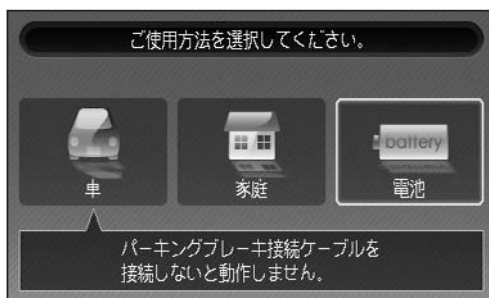 ご使用方法を選択してください。
battery
車
家庭
電池
パーキングブレーキ接続ケーブルを
接続しないと動作しません。